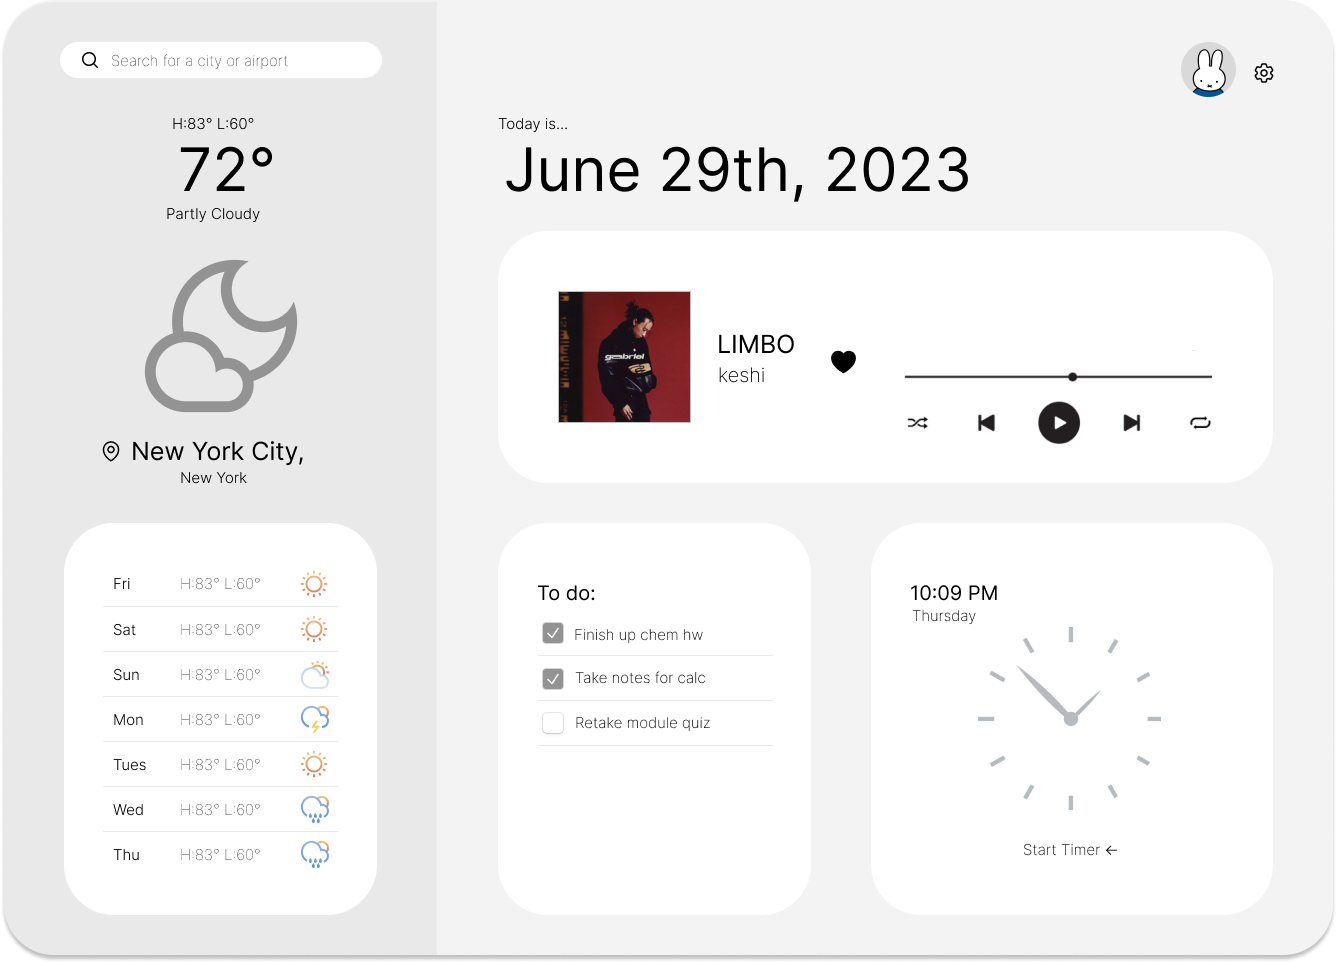 Search for a city or airport
H:83° L:60°
72°
Partly Cloudy
New York City,
New York
Fri H:83° L:60°
Sat H:83° L:60°
Sun H:83° L:60°
Mon H:83° L:60°
Tues H:83° L:60°
Wed H:83° L:60°
Thu H:83° L:60°
Today is...
June 29th, 2023
gabriel
LIMBO
keshi
To do:
Finish up chem hw
Take notes for calc
Retake module quiz
10:09 PM
Thursday
Start Timer ←